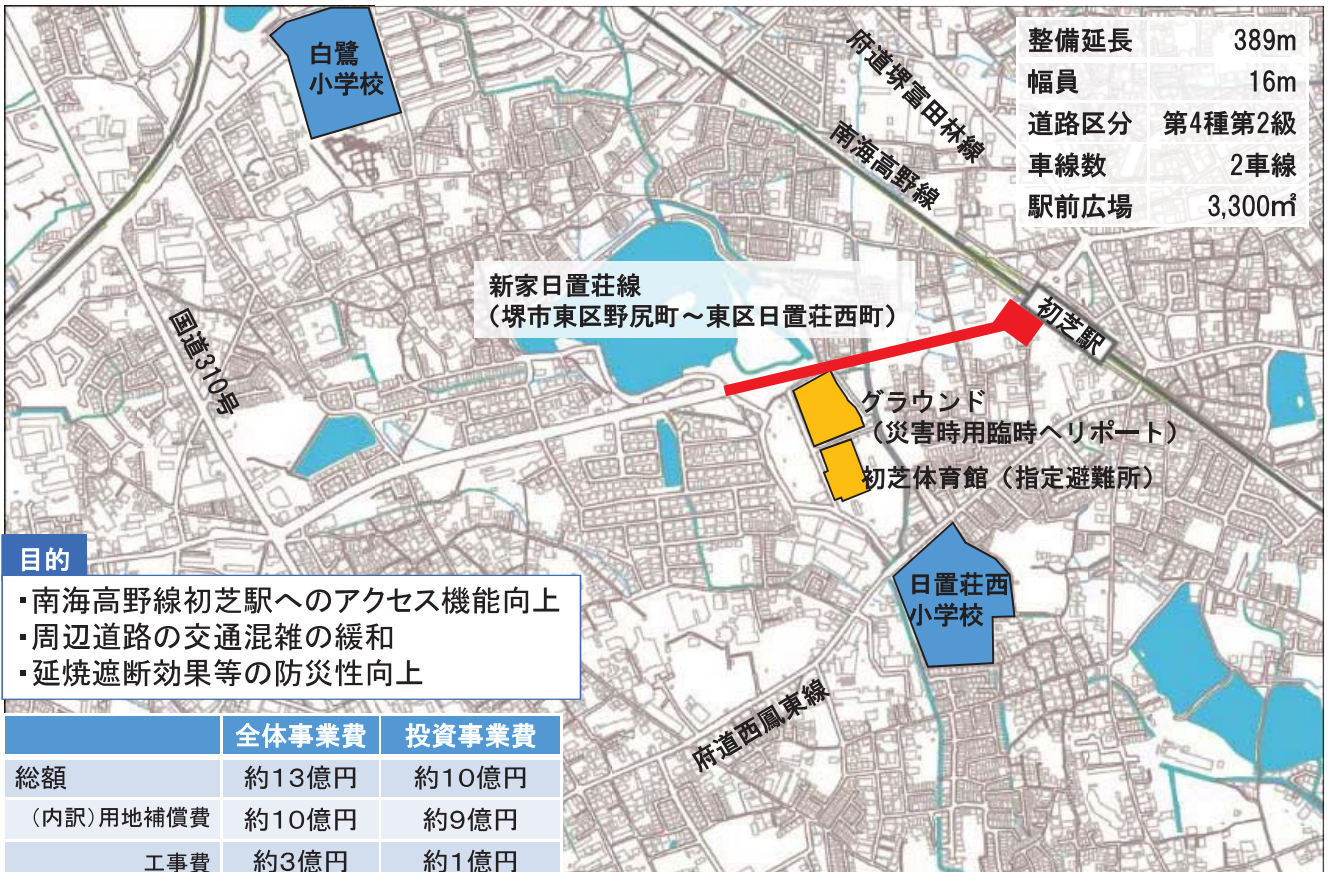 白鷺
小学校
府道堺富田林線
南海高野線
整備延長 389m
幅員 16m
道路区分 第4種第2級
車線数 2車線
駅前広場 3,300㎡
新家日置荘線
（堺市東区野尻町～東区日置荘西町）
初芝駅
国道310号
グラウンド
（災害時用臨時ヘリポート）
初芝体育館（指定避難所）
日置荘西
小学校
府道西鳳東線
目的
・南海高野線初芝駅へのアクセス機能向上
・周辺道路の交通混雑の緩和
・延焼遮断効果等の防災性向上
全体事業費 投資事業費
総額 約13億円 約10億円
（内訳）用地補償費 約10億円 約9億円
工事費 約3億円 約1億円